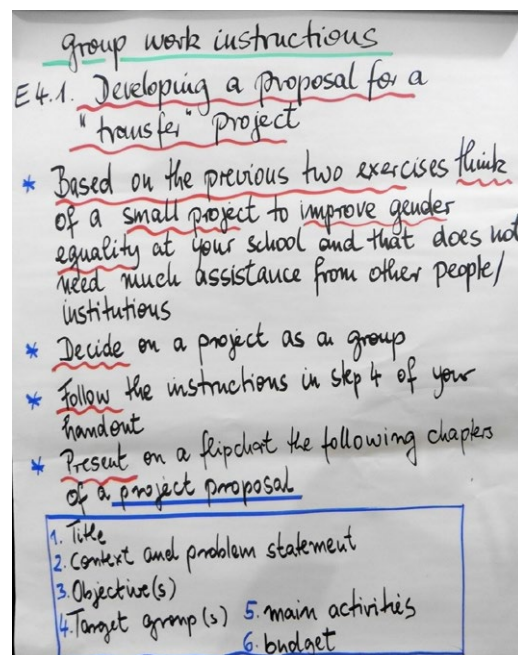 group work instructions
E4.1. Developing a proposal for a
"transfer" project
* Based on the previous two exercises think
of a small project to improve gender
equality at your school and that does not
need much assistance from other people/
institutions
* Decide on a project as a group
* Follow the instructions in step 4 of your
handout
* Present on a flipchart the following chapters
of a project proposal
1. Title
2. Context and problem statement
3. Objective(s)
4. Target group(s) 5. main activities
6. budget